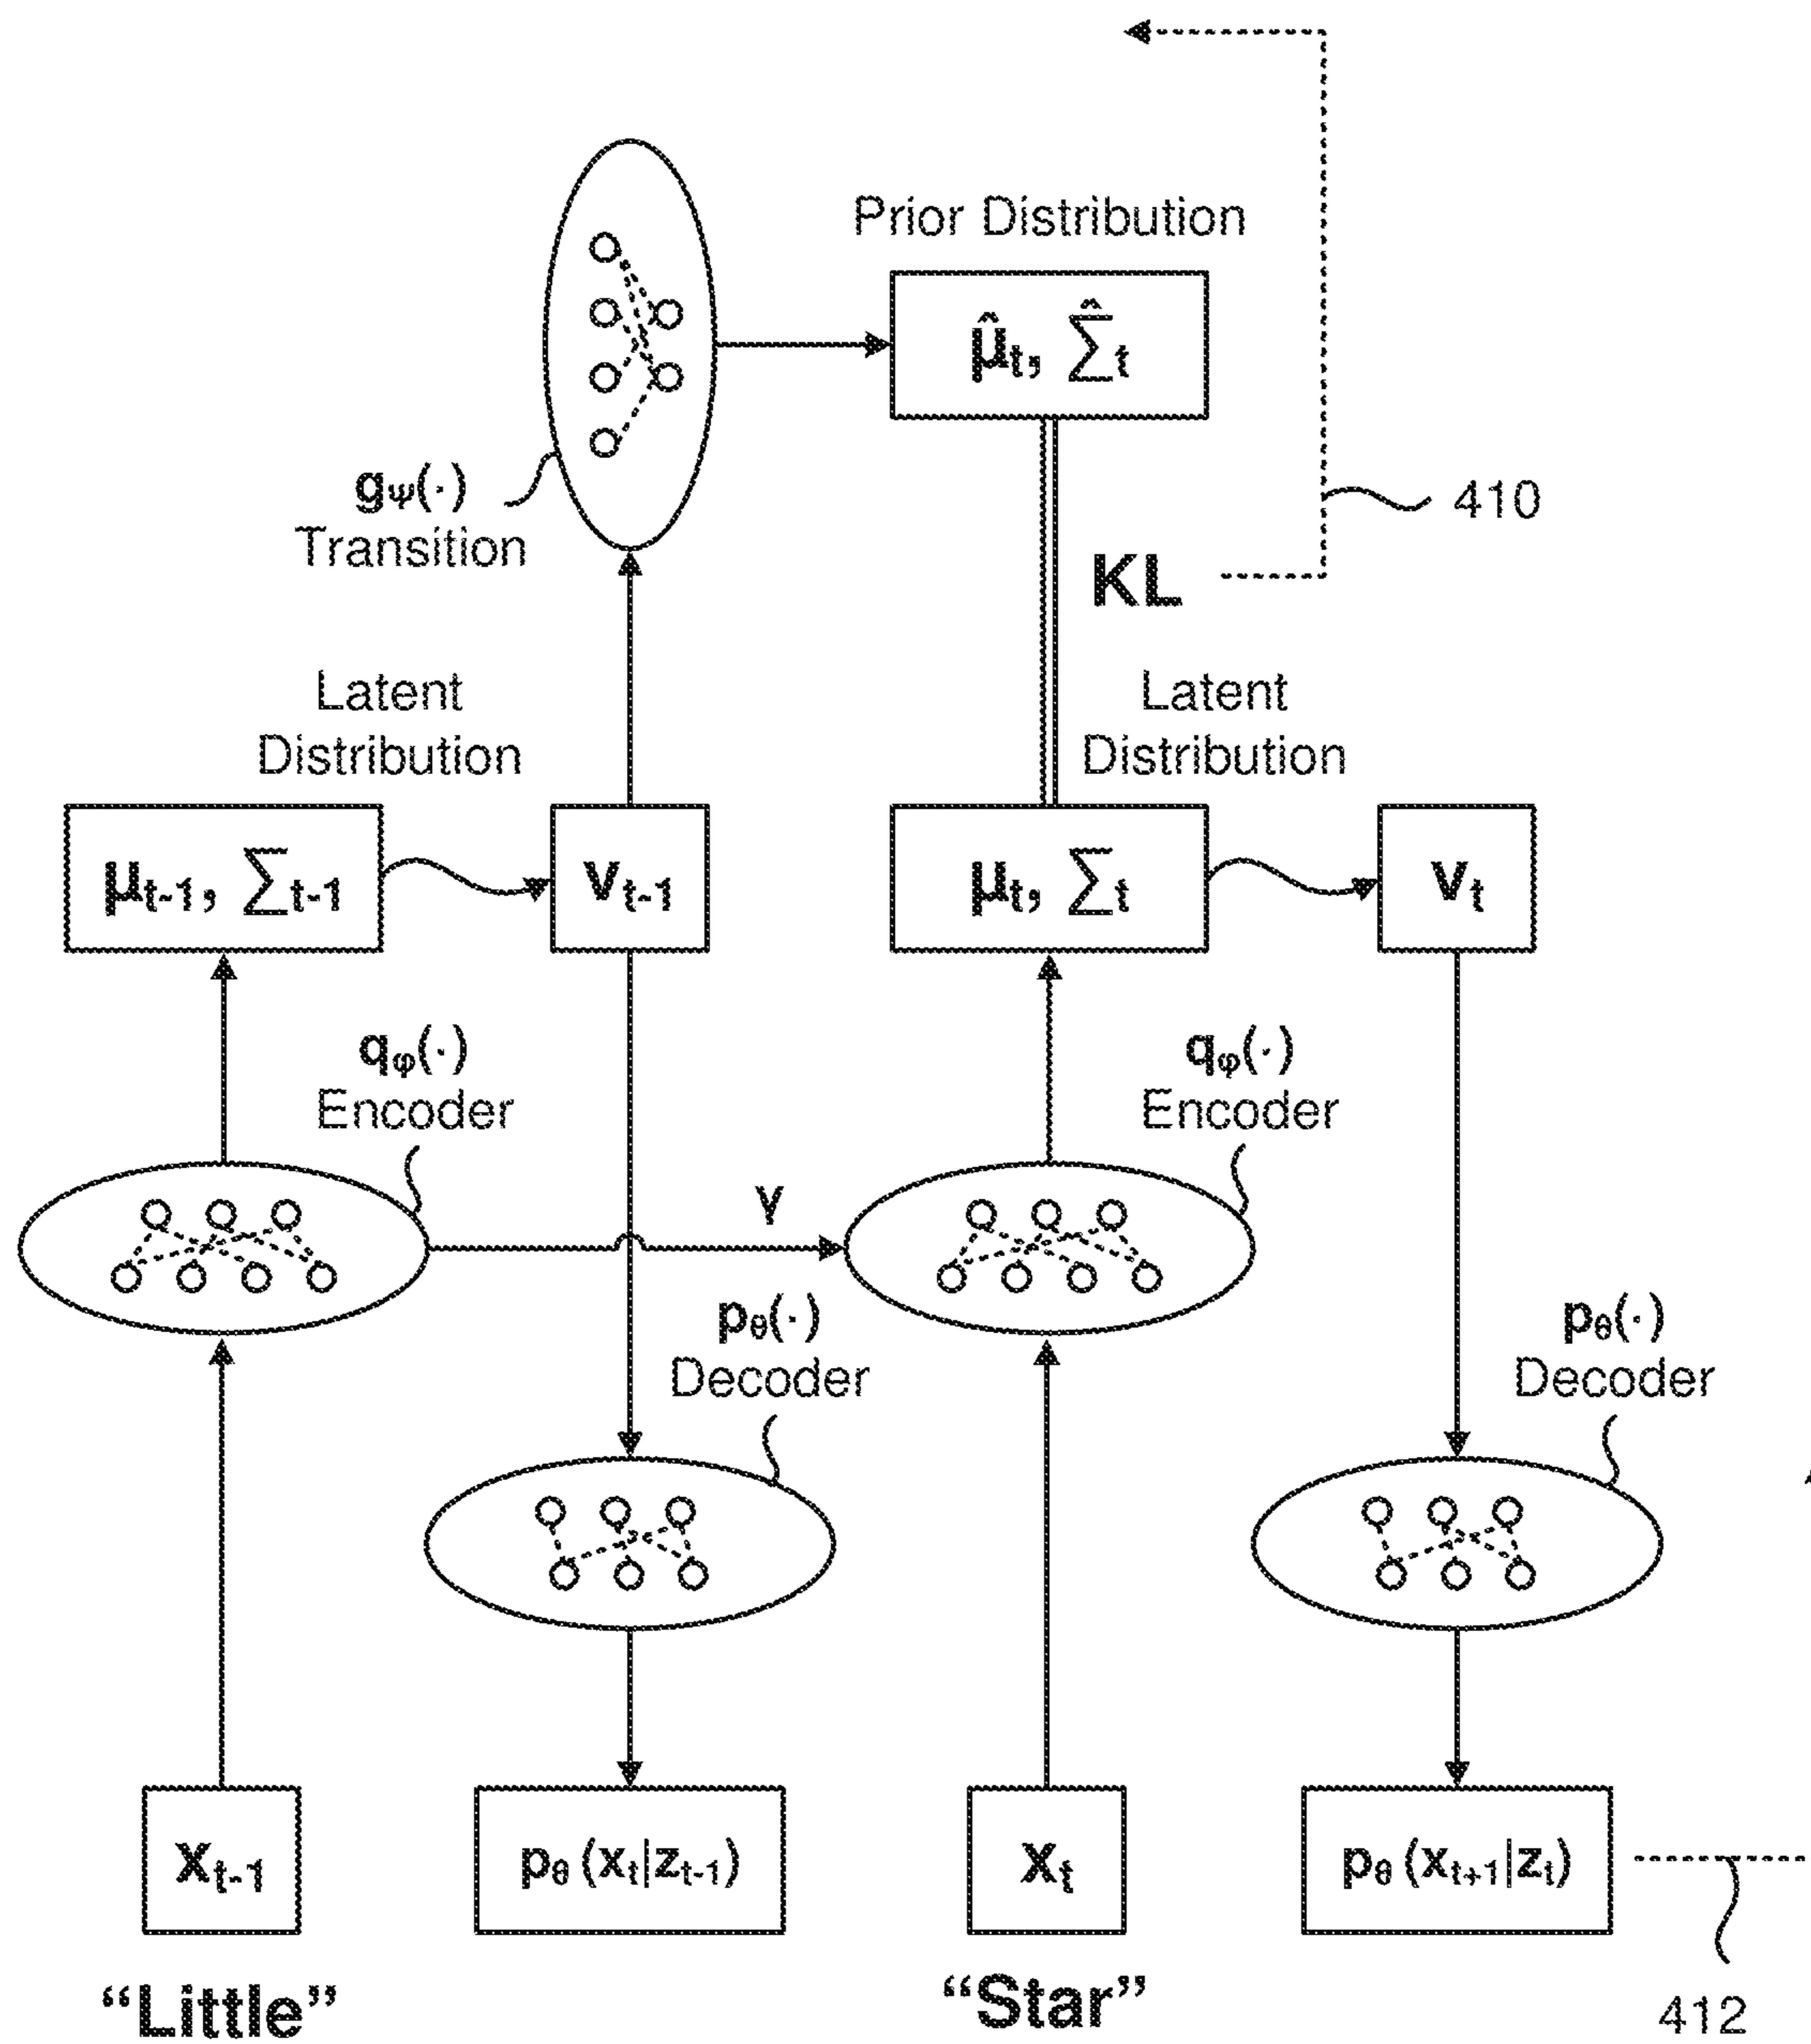 Prior Distribution
μ̂ₜ, Σ̂ₜ
gψ(·)
Transition
410
KL
Latent
Distribution
Latent
Distribution
μₜ₋₁, Σₜ₋₁
vₜ₋₁
μₜ, Σₜ
vₜ
qφ(·)
Encoder
qφ(·)
Encoder
γ
pθ(·)
Decoder
pθ(·)
Decoder
xₜ₋₁
pθ (xₜ|zₜ₋₁)
xₜ
pθ (xₜ₊₁|zₜ)
“Little”
“Star”
412